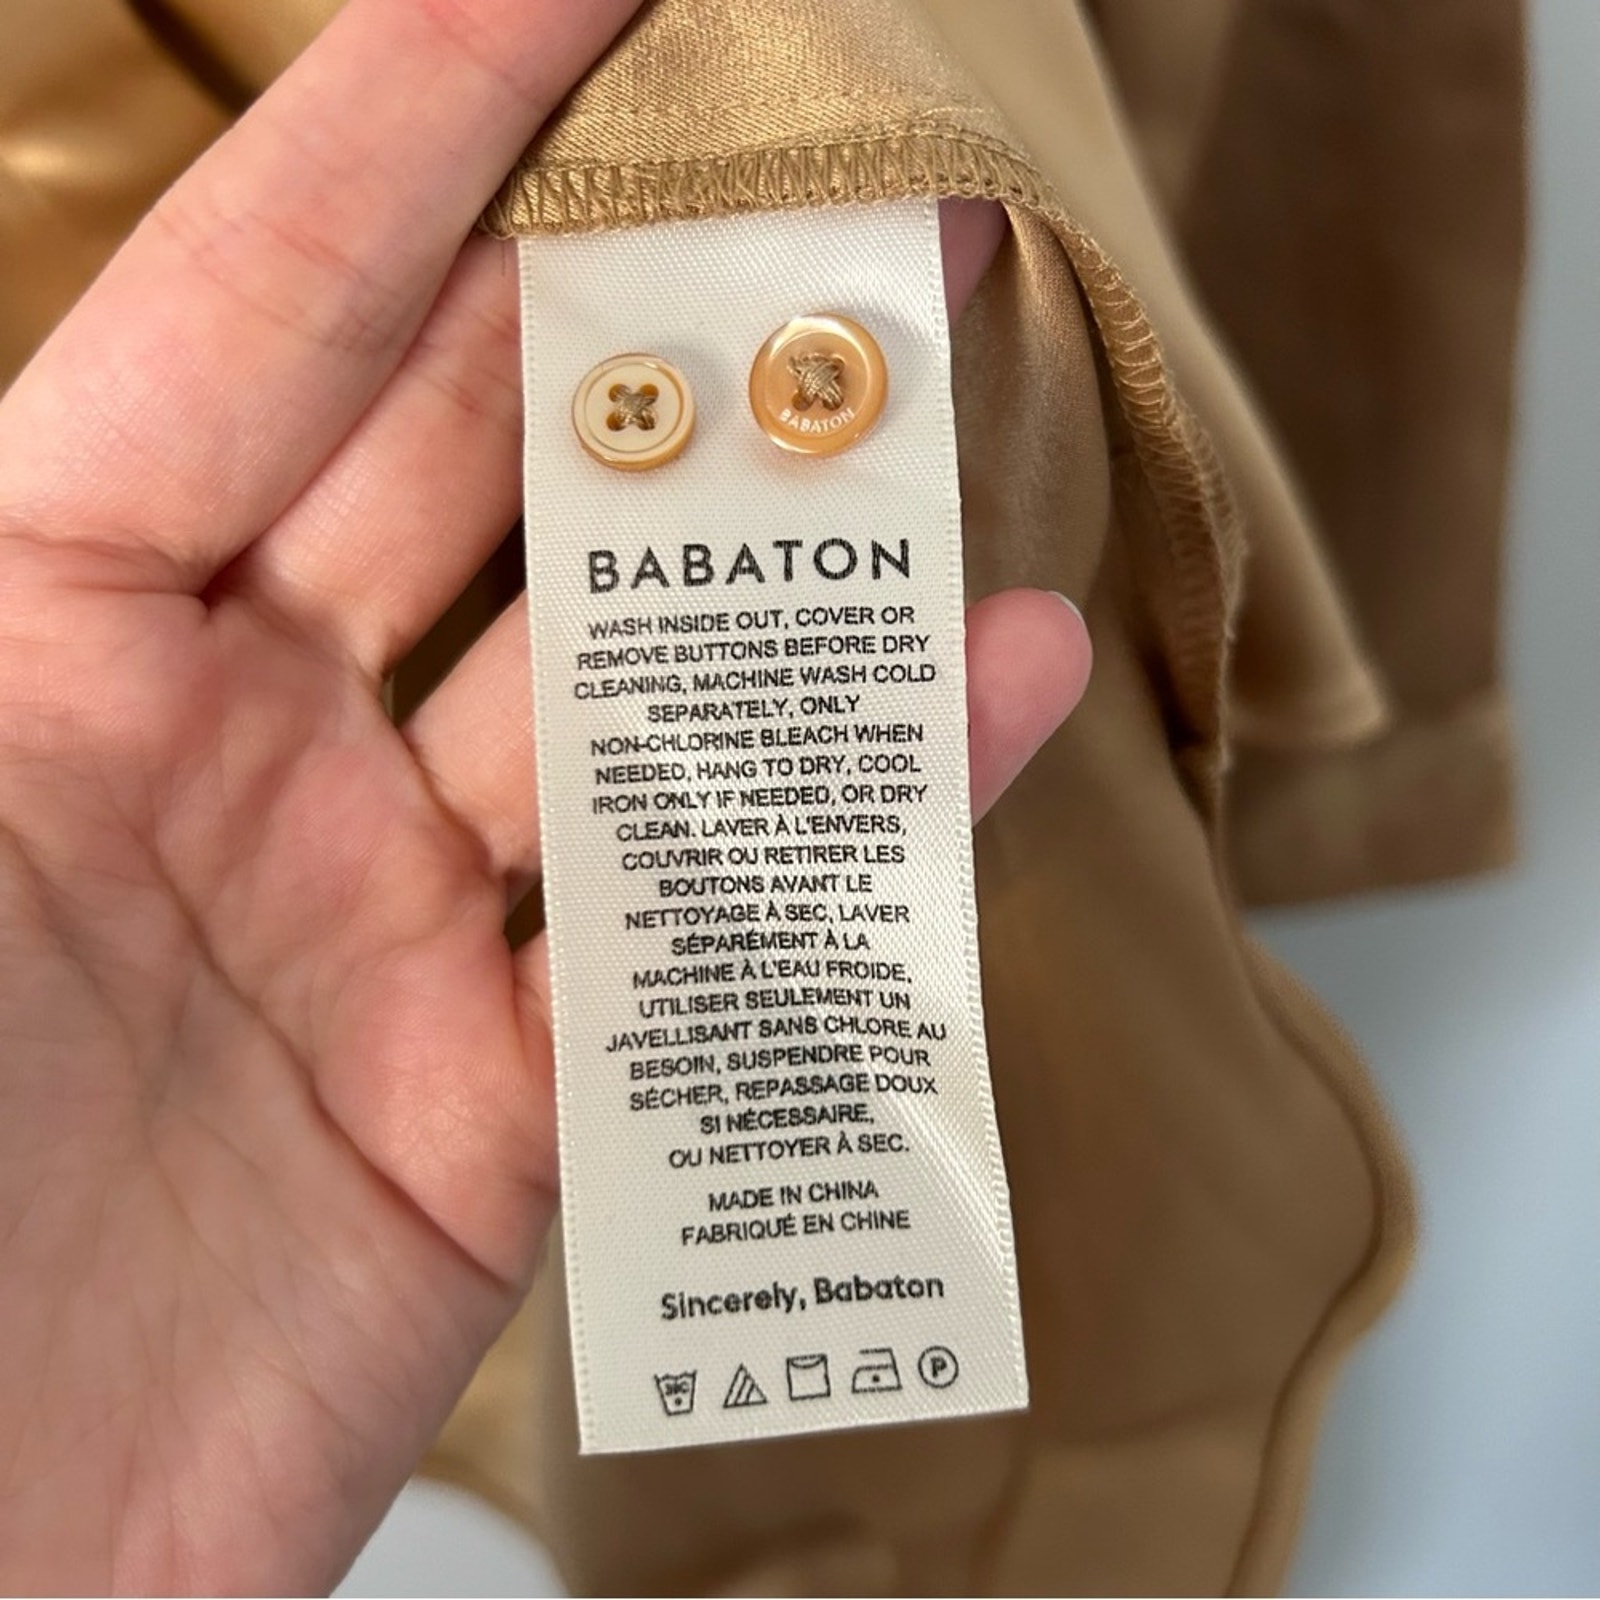 BABATON
BABATON
WASH INSIDE OUT, COVER OR
REMOVE BUTTONS BEFORE DRY
CLEANING, MACHINE WASH COLD
SEPARATELY, ONLY
NON-CHLORINE BLEACH WHEN
NEEDED, HANG TO DRY, COOL
IRON ONLY IF NEEDED, OR DRY
CLEAN. LAVER À L'ENVERS,
COUVRIR OU RETIRER LES
BOUTONS AVANT LE
NETTOYAGE À SEC, LAVER
SÉPARÉMENT À LA
MACHINE À L'EAU FROIDE,
UTILISER SEULEMENT UN
JAVELLISANT SANS CHLORE AU
BESOIN, SUSPENDRE POUR
SÉCHER, REPASSAGE DOUX
SI NÉCESSAIRE,
OU NETTOYER À SEC.
MADE IN CHINA
FABRIQUÉ EN CHINE
Sincerely, Babaton
30C P